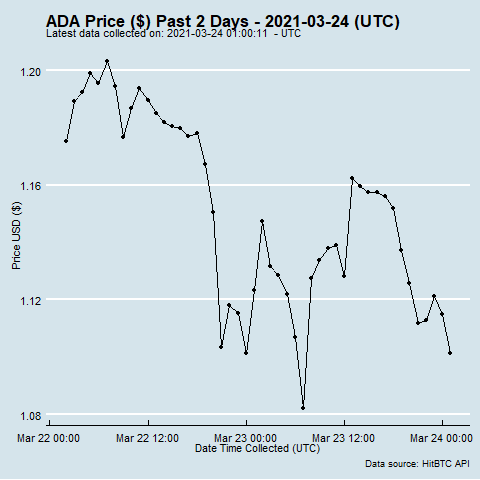 ADA Price ($) Past 2 Days - 2021-03-24 (UTC)
Latest data collected on: 2021-03-24 01:00:11 - UTC
1.20
1.16
1.12
1.08
Price USD ($)
Mar 22 00:00 Mar 22 12:00 Mar 23 00:00 Mar 23 12:00 Mar 24 00:00
Date Time Collected (UTC)
Data source: HitBTC API